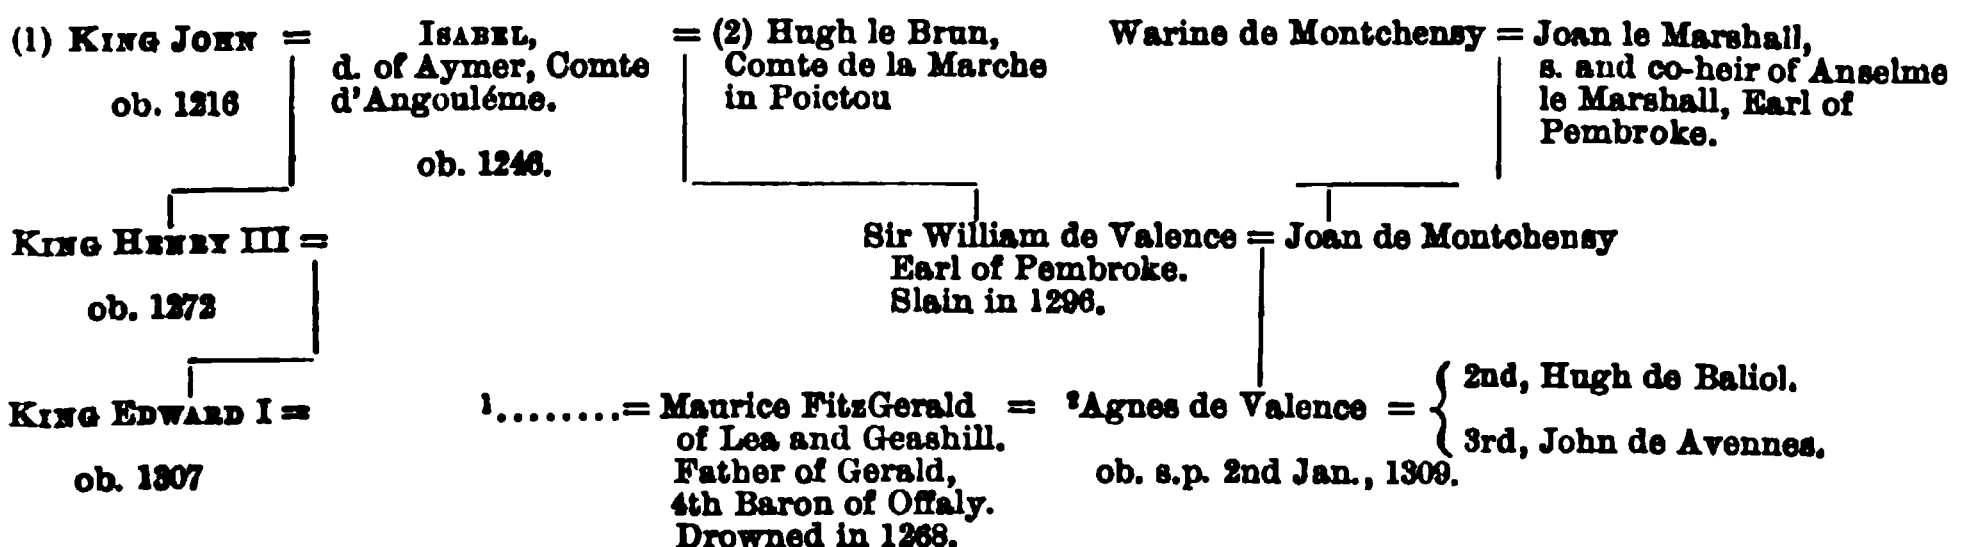 (1) KING JOHN = ISABEL, = (2) Hugh le Brun, Warine de Montchensy = Joan le Marshall,
d. of Aymer, Comte Comte de la Marche s. and co-heir of Anselme
ob. 1216 d'Angouléme. in Poictou le Marshall, Earl of
Pembroke.
ob. 1246.
KING HENRY III = Sir William de Valence = Joan de Montchensy
Earl of Pembroke.
ob. 1272 Slain in 1296.
2nd, Hugh de Baliol.
KING EDWARD I = 1........= Maurice FitzGerald = ²Agnes de Valence =
of Lea and Geashill. 3rd, John de Avennes.
ob. 1307 Father of Gerald, ob. s.p. 2nd Jan., 1309.
4th Baron of Offaly.
Drowned in 1268.